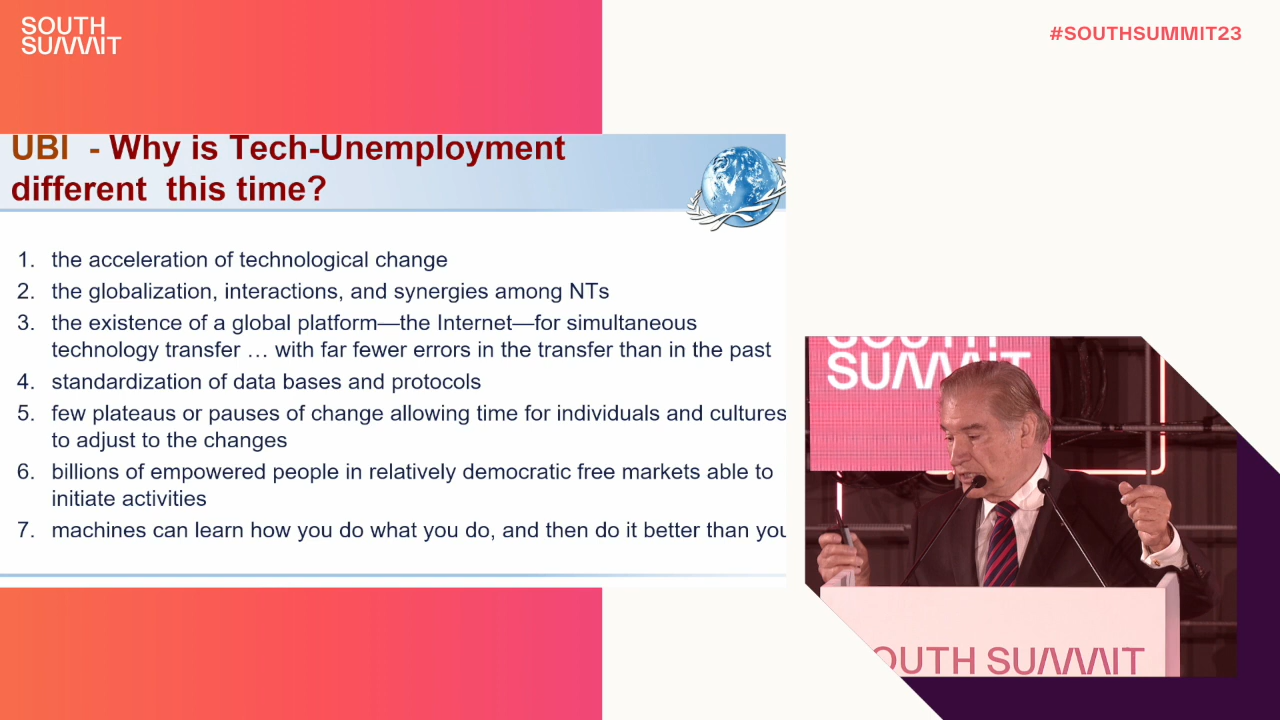 SOUTH
SUMMIT
#SOUTHSUMMIT23
UBI - Why is Tech-Unemployment
different this time?
1. the acceleration of technological change
2. the globalization, interactions, and synergies among NTs
3. the existence of a global platform—the Internet—for simultaneous
technology transfer … with far fewer errors in the transfer than in the past
4. standardization of data bases and protocols
5. few plateaus or pauses of change allowing time for individuals and cultures
to adjust to the changes
6. billions of empowered people in relatively democratic free markets able to
initiate activities
7. machines can learn how you do what you do, and then do it better than you
SOUTH
SUMMIT
OUTH SUMMIT